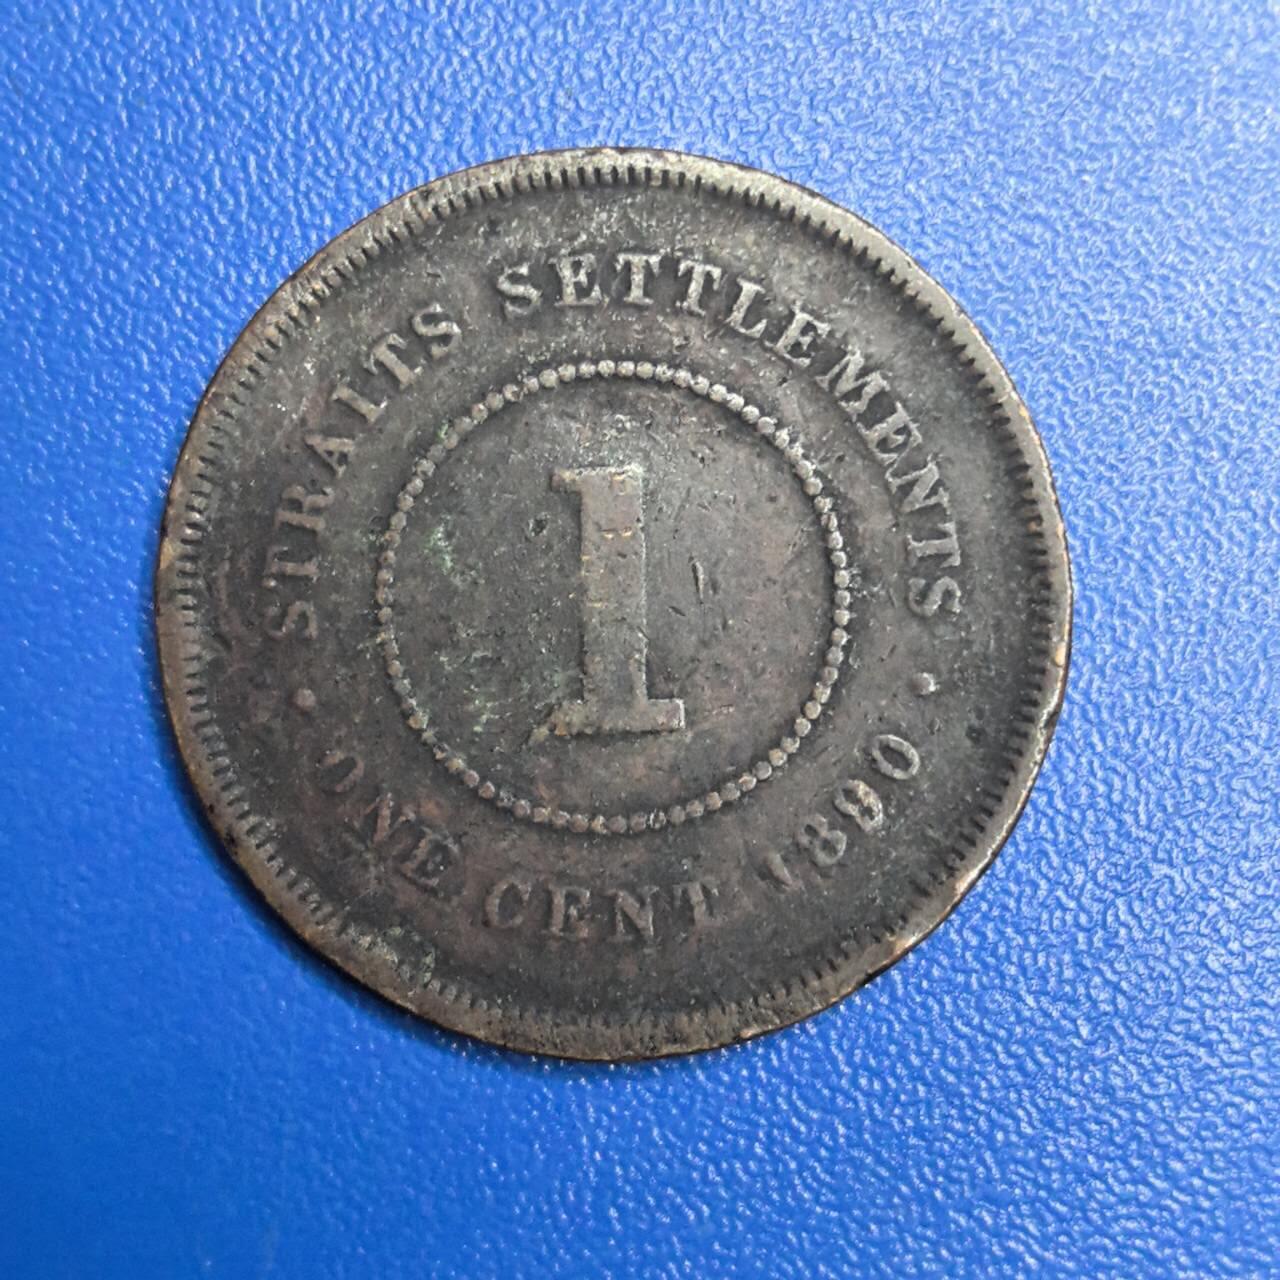 STRAITS SETTLEMENTS
1
· ONE CENT 1890 ·